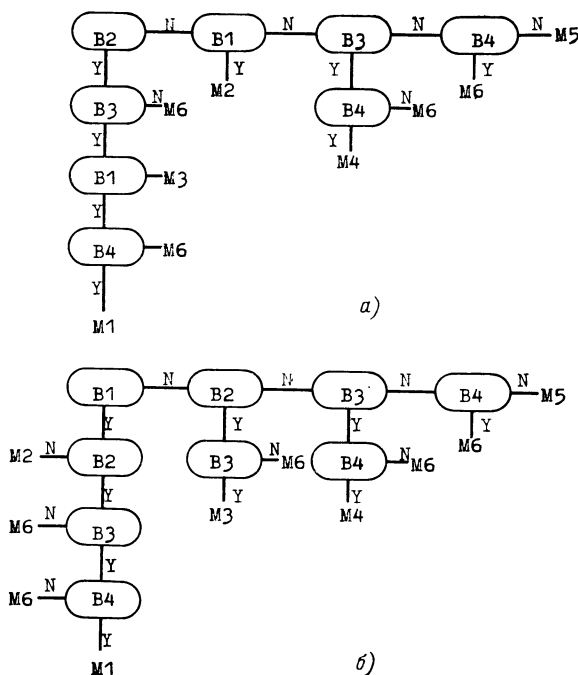 B2 N B1 N B3 N B4 N M5
Y Y Y Y
M2 M6
B3 N M6 B4 N M6
Y Y
M4
B1 M3
Y
B4 M6
Y
M1
а)
B1 N B2 N B3 N B4 N M5
Y Y Y Y
M6
M2 N B2 B3 N M6 B4 N M6
Y Y Y
M3 M4
M6 N B3
Y
M6 N B4
Y
M1
б)